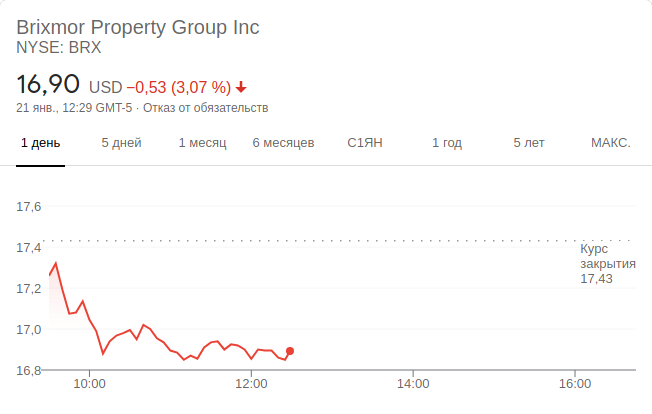 Brixmor Property Group Inc
NYSE: BRX
16,90 USD −0,53 (3,07 %)
21 янв., 12:29 GMT-5 · Отказ от обязательств
1 день 5 дней 1 месяц 6 месяцев С1ЯН 1 год 5 лет МАКС.
17,6
17,4
Курс
закрытия
17,43
17,2
17,0
16,8
10:00 12:00 14:00 16:00